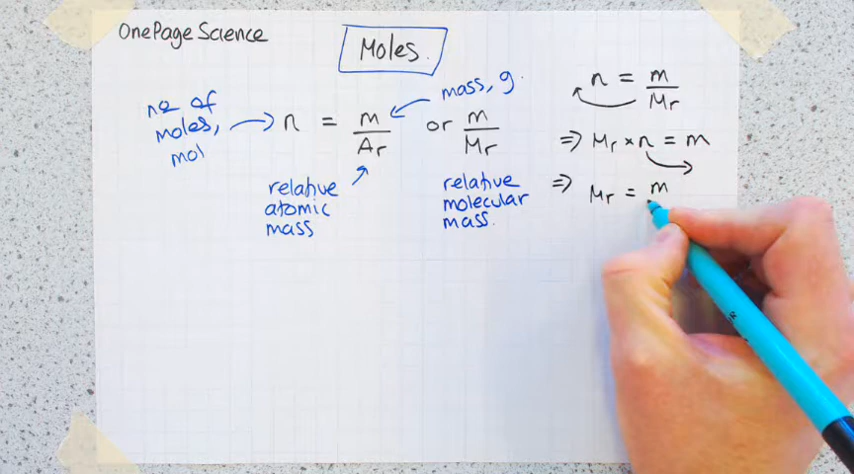 OnePage Science
Moles.
no of
moles,
mol
n = m/Ar or m/Mr
mass, g.
relative
atomic
mass
relative
molecular
mass.
n = m/Mr
⇒ Mr × n = m
⇒ Mr = m